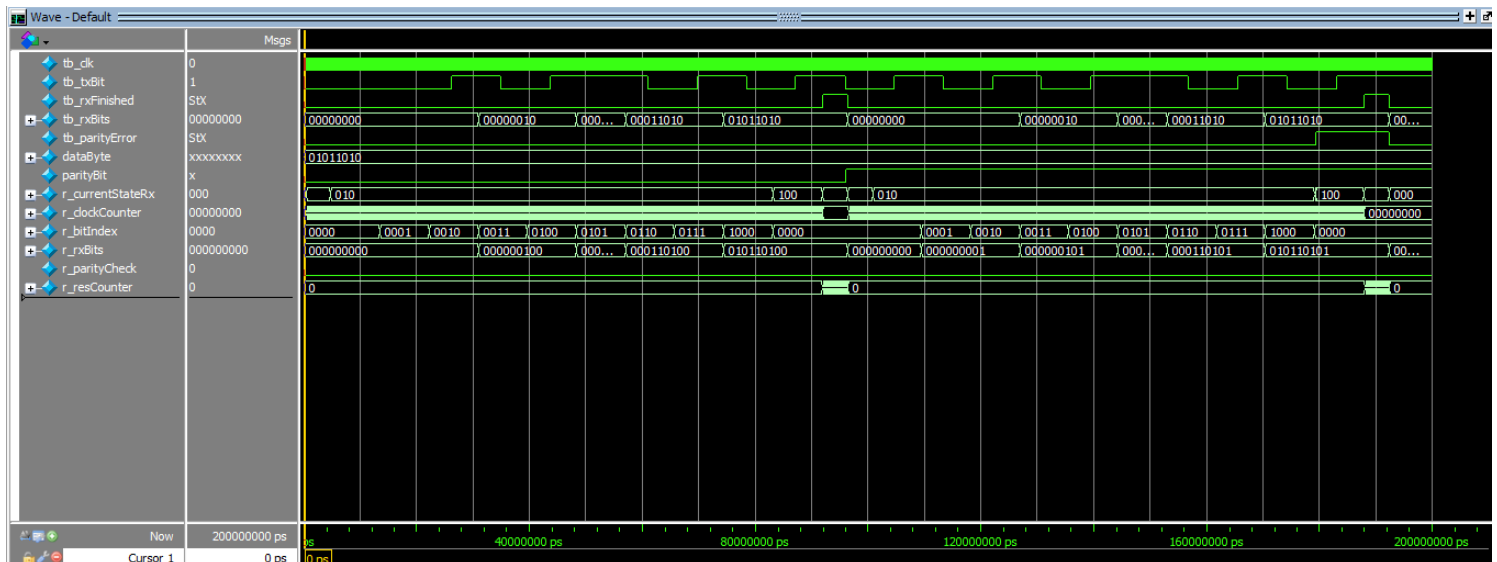 Wave - Default
Msgs
tb_clk 0
tb_txBit 1
tb_rxFinished StX
tb_rxBits 00000000 00000000 00000010 000... 00011010 01011010 00000000 00000010 000... 00011010 01011010 00...
tb_parityError StX
dataByte xxxxxxxx 01011010
parityBit x
r_currentStateRx 000 010 100 010 100 000
r_clockCounter 00000000 00000000
r_bitIndex 0000 0000 0001 0010 0011 0100 0101 0110 0111 1000 0000 0001 0010 0011 0100 0101 0110 0111 1000 0000
r_rxBits 000000000 000000000 000000100 000... 000110100 010110100 000000000 000000001 000000101 000... 000110101 010110101 00...
r_parityCheck 0
r_resCounter 0 0 0 0
Now 200000000 ps ps 40000000 ps 80000000 ps 120000000 ps 160000000 ps 200000000 ps
Cursor 1 0 ps 0 ps